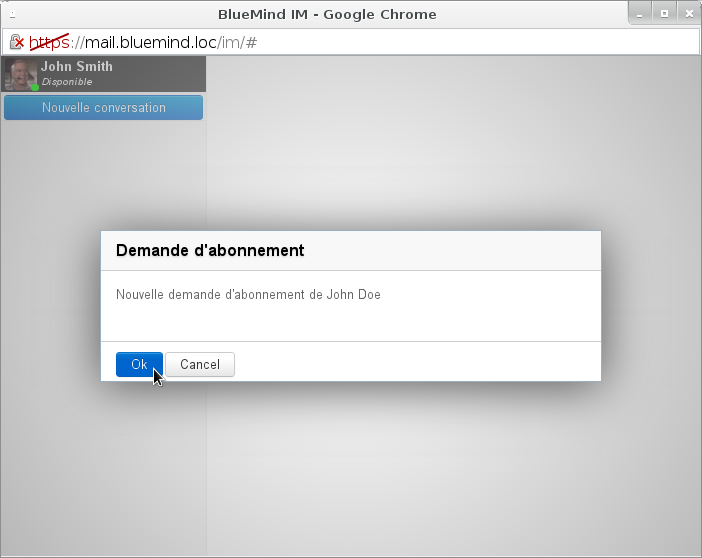 BlueMind IM - Google Chrome
https://mail.bluemind.loc/im/#
John Smith
Disponible
Nouvelle conversation
Demande d'abonnement
Nouvelle demande d'abonnement de John Doe
Ok
Cancel